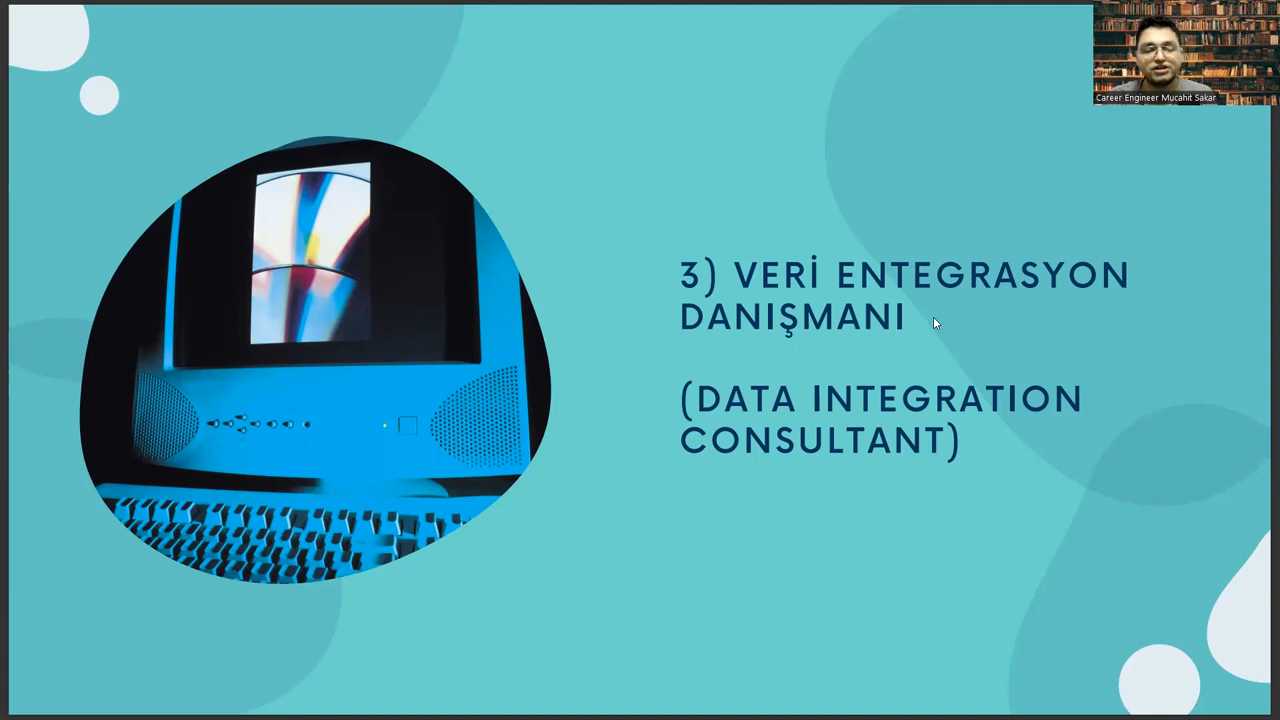 Career Engineer Mucahit Sakar
3) VERİ ENTEGRASYON
DANIŞMANI
(DATA INTEGRATION
CONSULTANT)